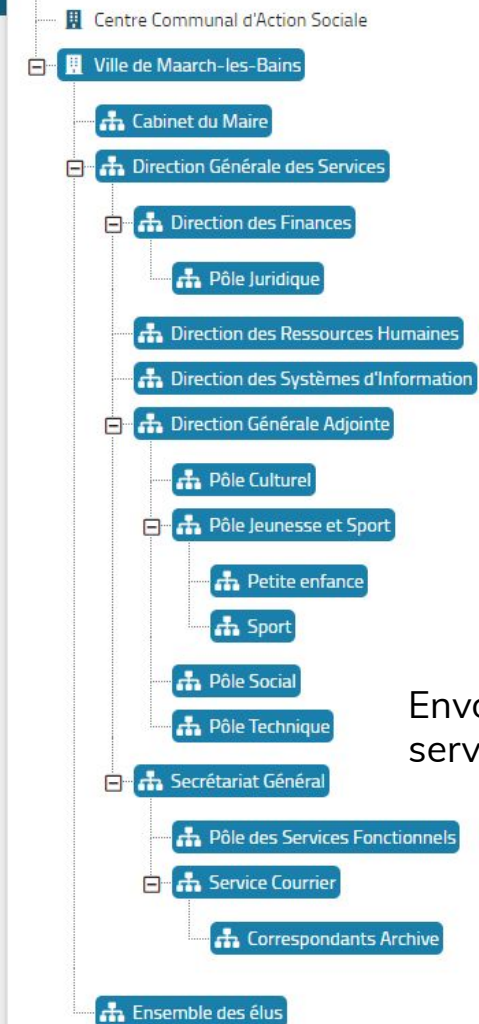 Centre Communal d'Action Sociale
Ville de Maarch-les-Bains
Cabinet du Maire
Direction Générale des Services
Direction des Finances
Pôle Juridique
Direction des Ressources Humaines
Direction des Systèmes d'Information
Direction Générale Adjointe
Pôle Culturel
Pôle Jeunesse et Sport
Petite enfance
Sport
Pôle Social
Pôle Technique
Secrétariat Général
Pôle des Services Fonctionnels
Service Courrier
Correspondants Archive
Ensemble des élus